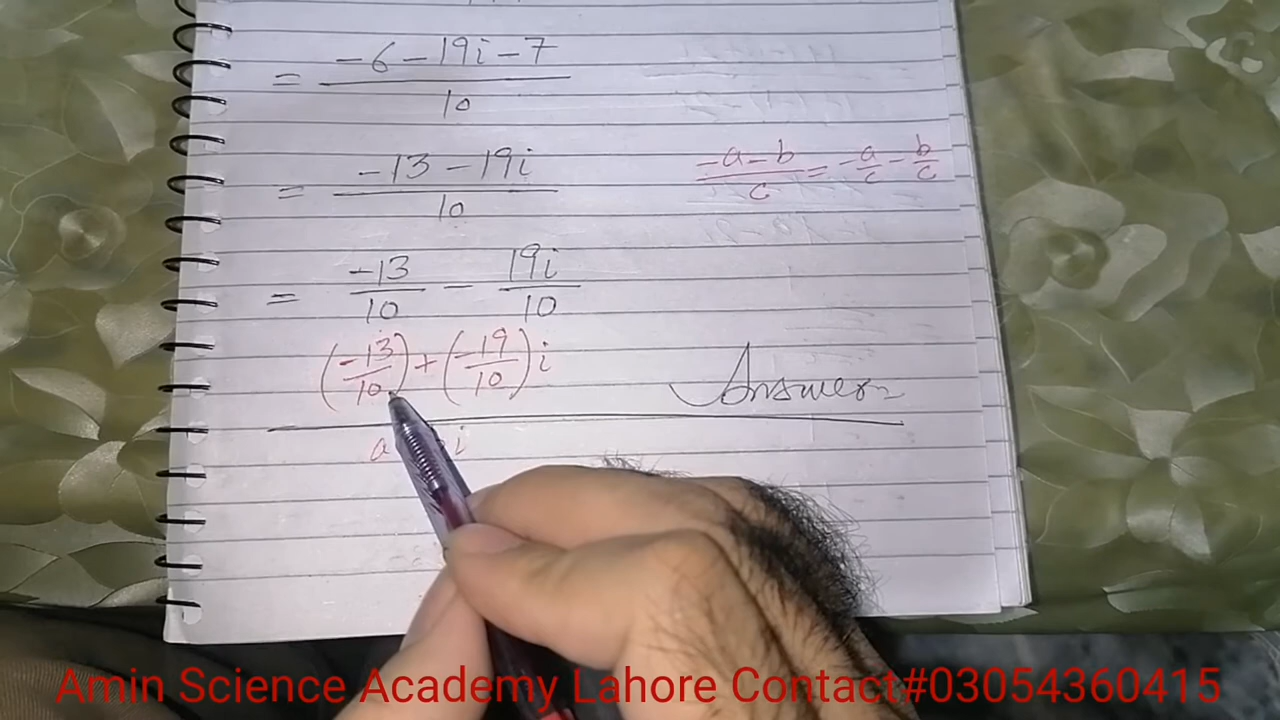 = -6 - 19i - 7 / 10
= -13 - 19i / 10
-a - b / c = -a/c - b/c
= -13/10 - 19i/10
(-13/10) + (-19/10)i
Answer
a i
Amin Science Academy Lahore Contact#03054360415